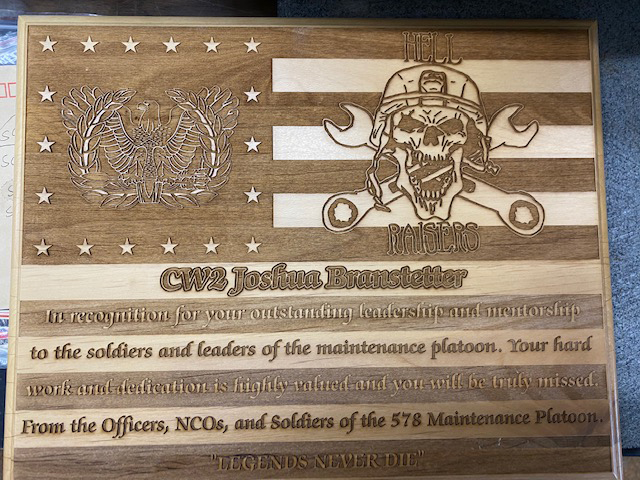 HELL
RAISERS
CW2 Joshua Branstetter
In recognition for your outstanding leadership and mentorship
to the soldiers and leaders of the maintenance platoon. Your hard
work and dedication is highly valued and you will be truly missed.
From the Officers, NCOs, and Soldiers of the 578 Maintenance Platoon.
"LEGENDS NEVER DIE"